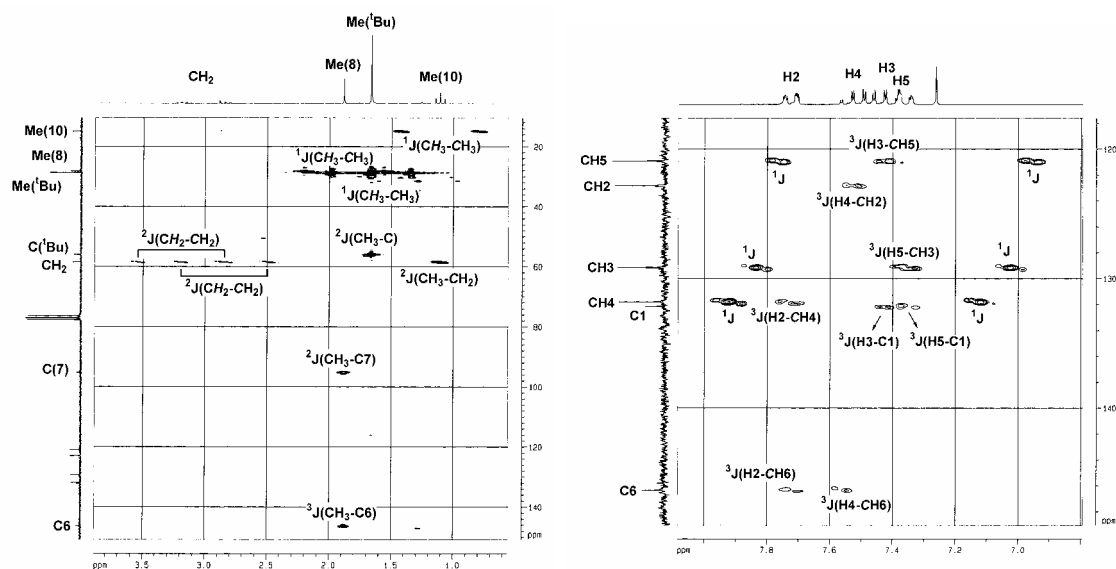 Me(ᵗBu)
Me(8)
CH₂
Me(10)
Me(10)
¹J(CH₃-CH₃)
Me(8)
¹J(CH₃-CH₃)
20
Me(ᵗBu)
¹J(CH₃-CH₃)
40
²J(CH₂-CH₂)
²J(CH₃-C)
C(ᵗBu)
CH₂
60
²J(CH₂-CH₂)
²J(CH₃-CH₂)
80
²J(CH₃-C7)
C(7)
100
120
³J(CH₃-C6)
140
C6
ppm
ppm 3.5 3.0 2.5 2.0 1.5 1.0
H2
H4
H3
H5
³J(H3-CH5)
120
CH5
¹J
¹J
CH2
³J(H4-CH2)
¹J
³J(H5-CH3)
¹J
CH3
130
CH4
¹J
³J(H2-CH4)
¹J
C1
³J(H3-C1)
³J(H5-C1)
140
³J(H2-CH6)
C6
³J(H4-CH6)
ppm
ppm 7.8 7.6 7.4 7.2 7.0